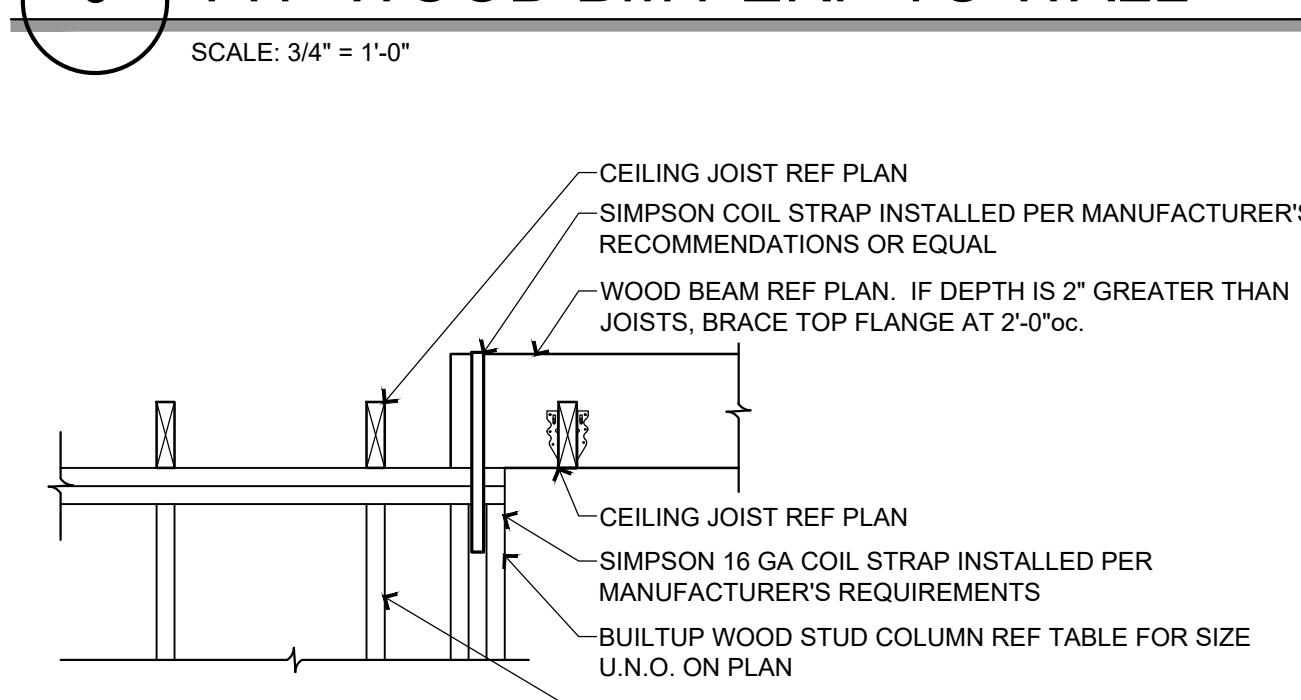 SCALE: 3/4" = 1'-0"
CEILING JOIST REF PLAN
SIMPSON COIL STRAP INSTALLED PER MANUFACTURER'S
RECOMMENDATIONS OR EQUAL
WOOD BEAM REF PLAN. IF DEPTH IS 2" GREATER THAN
JOISTS, BRACE TOP FLANGE AT 2'-0"oc.
CEILING JOIST REF PLAN
SIMPSON 16 GA COIL STRAP INSTALLED PER
MANUFACTURER'S REQUIREMENTS
BUILTUP WOOD STUD COLUMN REF TABLE FOR SIZE
U.N.O. ON PLAN